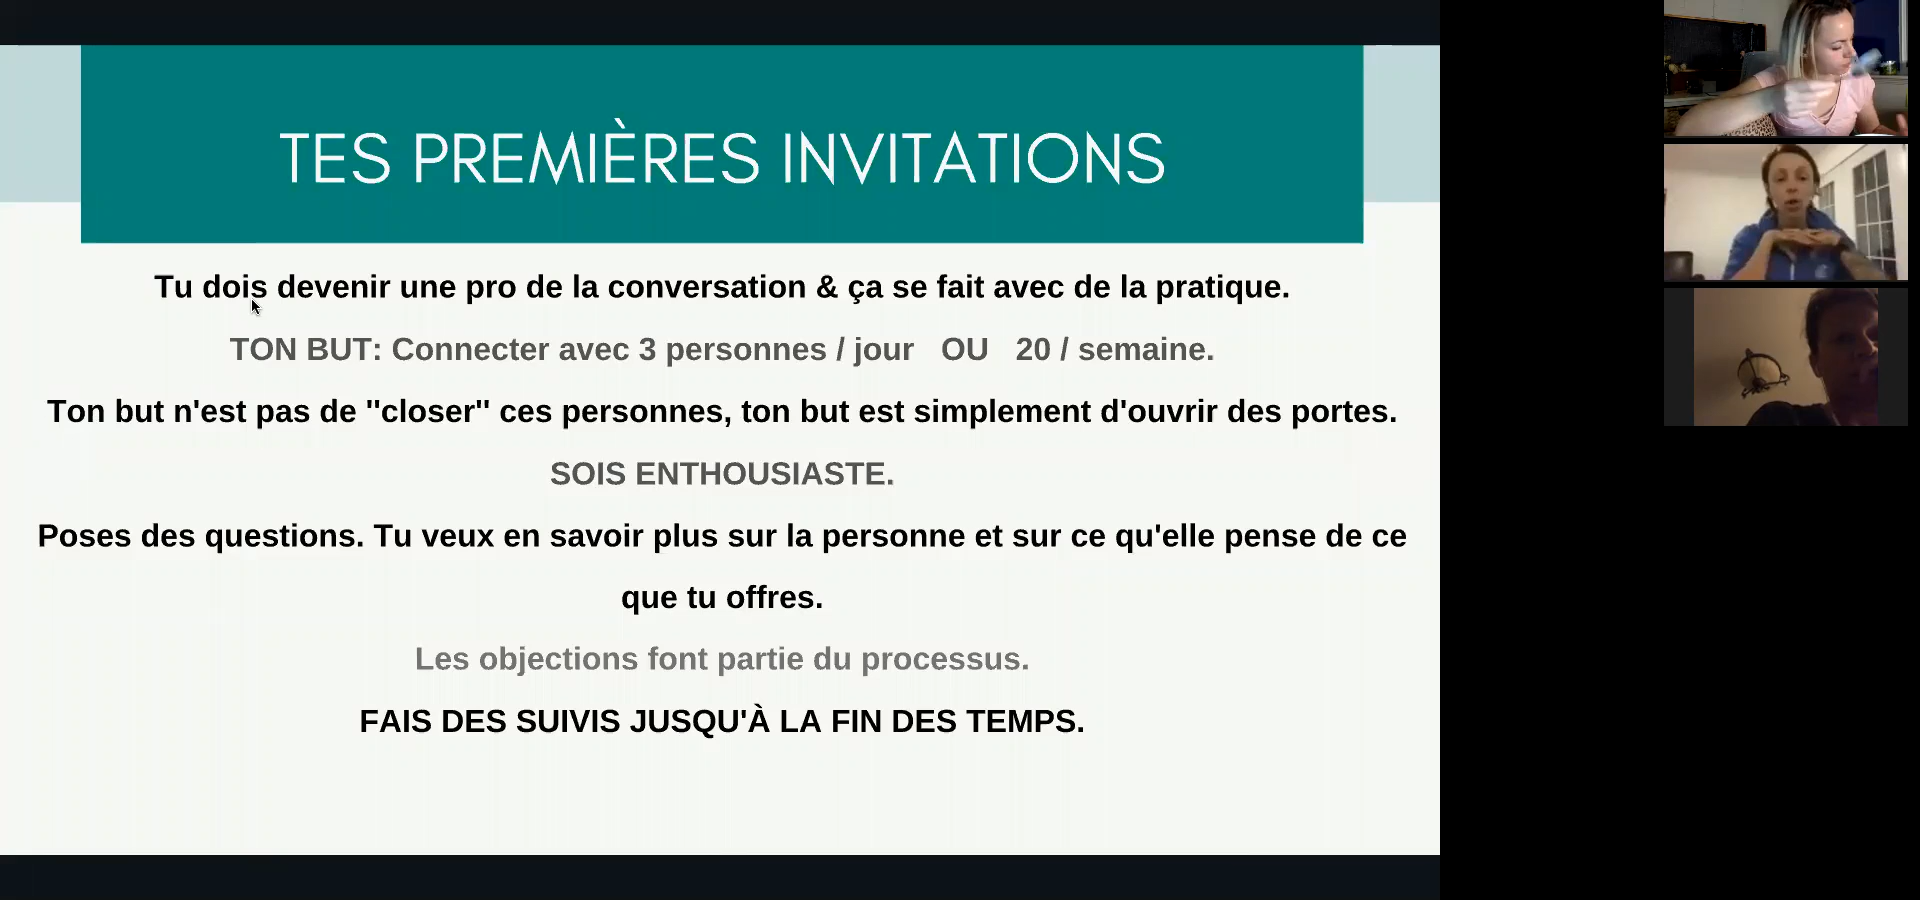 TES PREMIÈRES INVITATIONS
Tu dois devenir une pro de la conversation & ça se fait avec de la pratique.
TON BUT: Connecter avec 3 personnes / jour   OU   20 / semaine.
Ton but n'est pas de "closer" ces personnes, ton but est simplement d'ouvrir des portes.
SOIS ENTHOUSIASTE.
Poses des questions. Tu veux en savoir plus sur la personne et sur ce qu'elle pense de ce
que tu offres.
Les objections font partie du processus.
FAIS DES SUIVIS JUSQU'À LA FIN DES TEMPS.